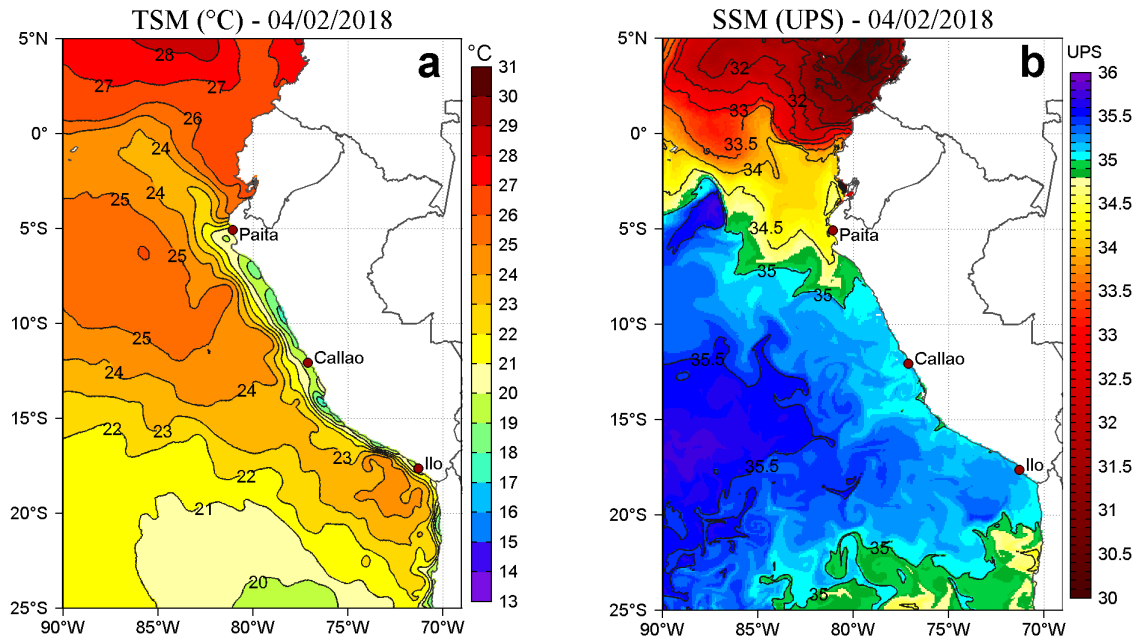 TSM (°C) - 04/02/2018
SSM (UPS) - 04/02/2018
a
°C
31
30
29
28
27
26
25
24
23
22
21
20
19
18
17
16
15
14
13
5°N
0°
5°S
10°S
15°S
20°S
25°S
90°W
85°W
80°W
75°W
70°W
28
27
27
26
24
24
25
25
25
24
24
23
23
22
22
21
20
Paita
Callao
Ilo
b
UPS
36
35.5
35
34.5
34
33.5
33
32.5
32
31.5
31
30.5
30
5°N
0°
5°S
10°S
15°S
20°S
25°S
90°W
85°W
80°W
75°W
70°W
32
32
33
33.5
34
34.5
35
35
35.5
35.5
35
35
Paita
Callao
Ilo